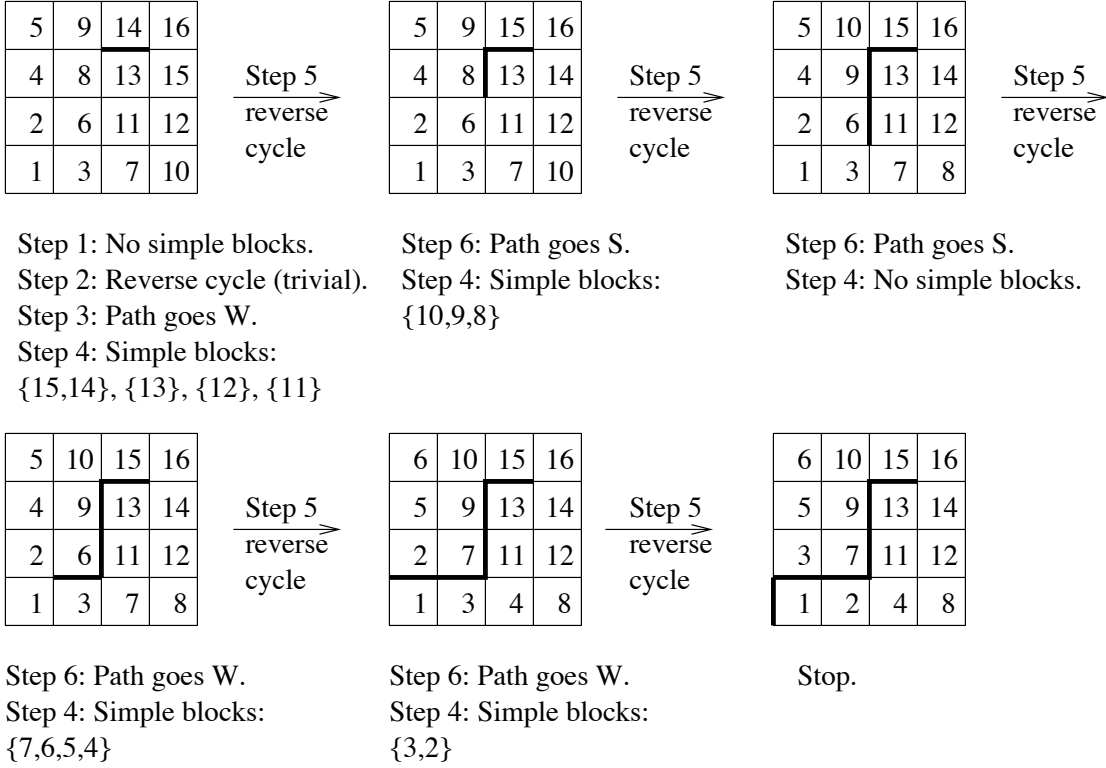 5 9 14 16
4 8 13 15
2 6 11 12
1 3 7 10
Step 5
reverse
cycle
5 9 15 16
4 8 13 14
2 6 11 12
1 3 7 10
Step 5
reverse
cycle
5 10 15 16
4 9 13 14
2 6 11 12
1 3 7 8
Step 5
reverse
cycle
Step 1: No simple blocks.
Step 2: Reverse cycle (trivial).
Step 3: Path goes W.
Step 4: Simple blocks:
{15,14}, {13}, {12}, {11}
Step 6: Path goes S.
Step 4: Simple blocks:
{10,9,8}
Step 6: Path goes S.
Step 4: No simple blocks.
5 10 15 16
4 9 13 14
2 6 11 12
1 3 7 8
Step 5
reverse
cycle
6 10 15 16
5 9 13 14
2 7 11 12
1 3 4 8
Step 5
reverse
cycle
6 10 15 16
5 9 13 14
3 7 11 12
1 2 4 8
Step 6: Path goes W.
Step 4: Simple blocks:
{7,6,5,4}
Step 6: Path goes W.
Step 4: Simple blocks:
{3,2}
Stop.